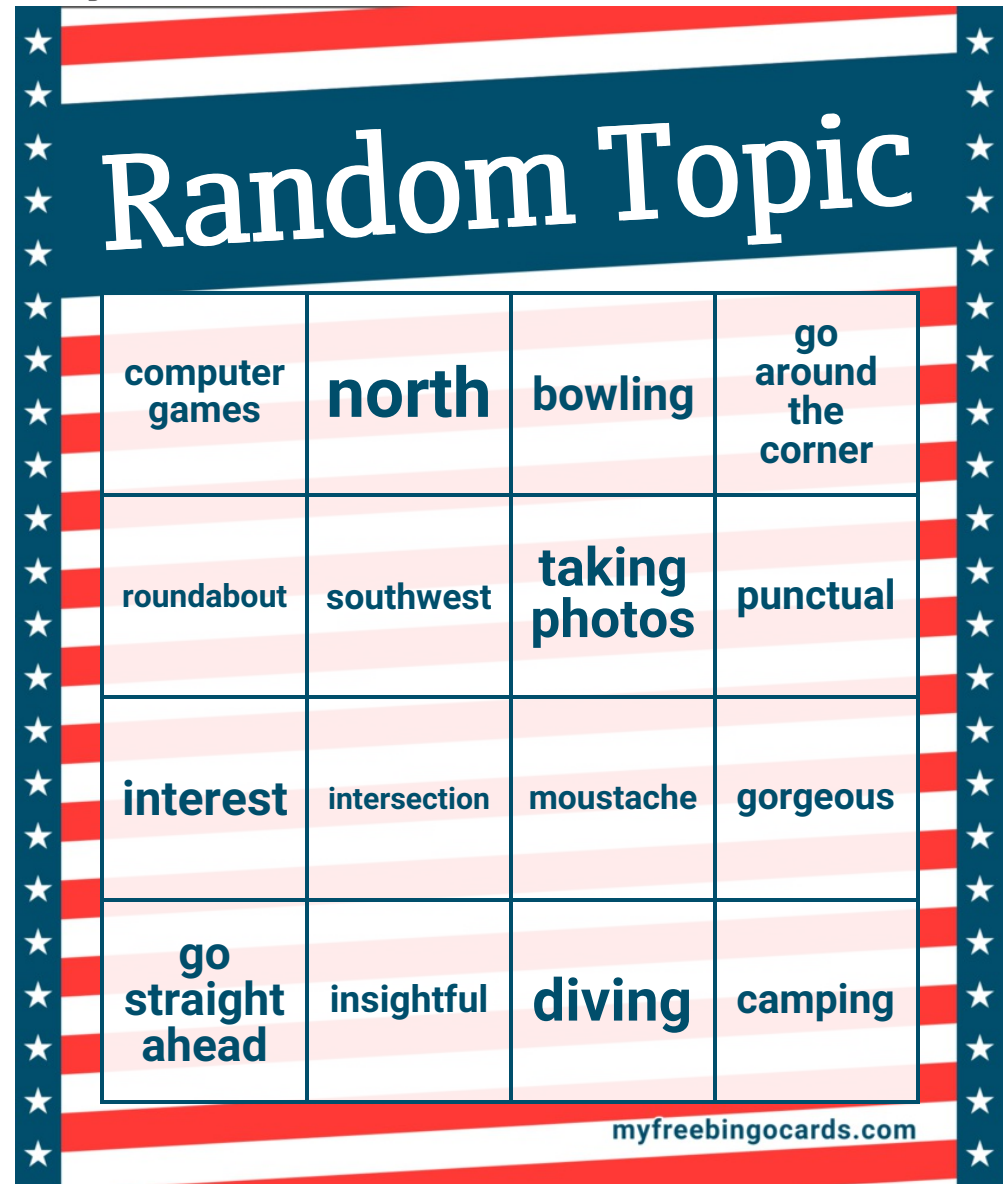 Random Topic
computer
games
north
bowling
go
around
the
corner
roundabout
southwest
taking
photos
punctual
interest
intersection
moustache
gorgeous
go
straight
ahead
insightful
diving
camping
myfreebingocards.com